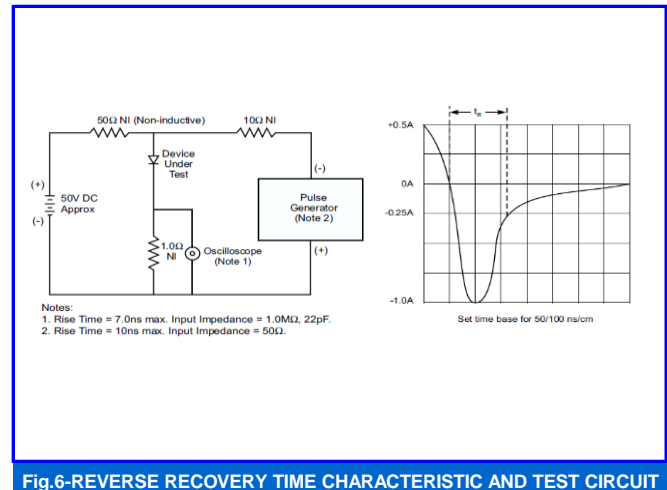 50Ω NI (Non-inductive)
10Ω NI
Device
Under
Test
(+)
50V DC
Approx
(-)
(-)
Pulse
Generator
(Note 2)
(+)
1.0Ω
NI
Oscilloscope
(Note 1)
Notes:
1. Rise Time = 7.0ns max. Input Impedance = 1.0MΩ, 22pF.
2. Rise Time = 10ns max. Input Impedance = 50Ω.
trr
+0.5A
0A
-0.25A
-1.0A
Set time base for 50/100 ns/cm
Fig.6-REVERSE RECOVERY TIME CHARACTERISTIC AND TEST CIRCUIT